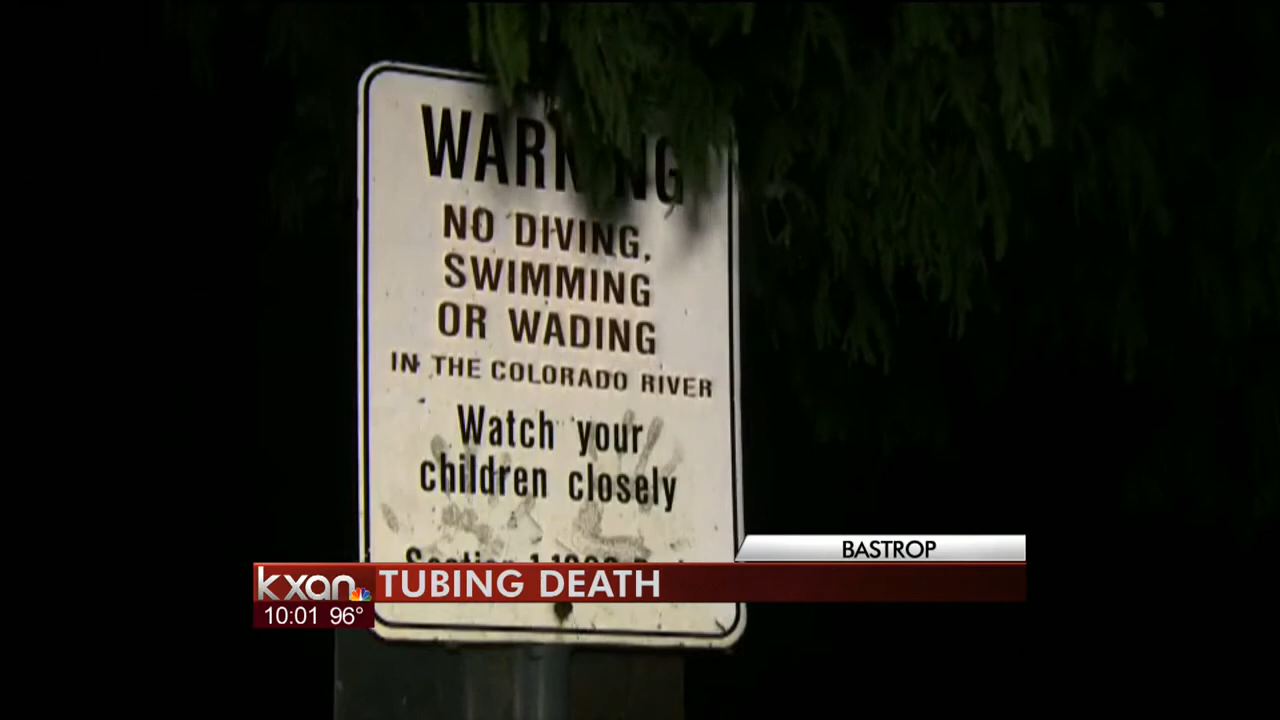 WARNING
NO DIVING,
SWIMMING
OR WADING
IN THE COLORADO RIVER
Watch your
children closely
Section
BASTROP
kxan TUBING DEATH
10:01 96°